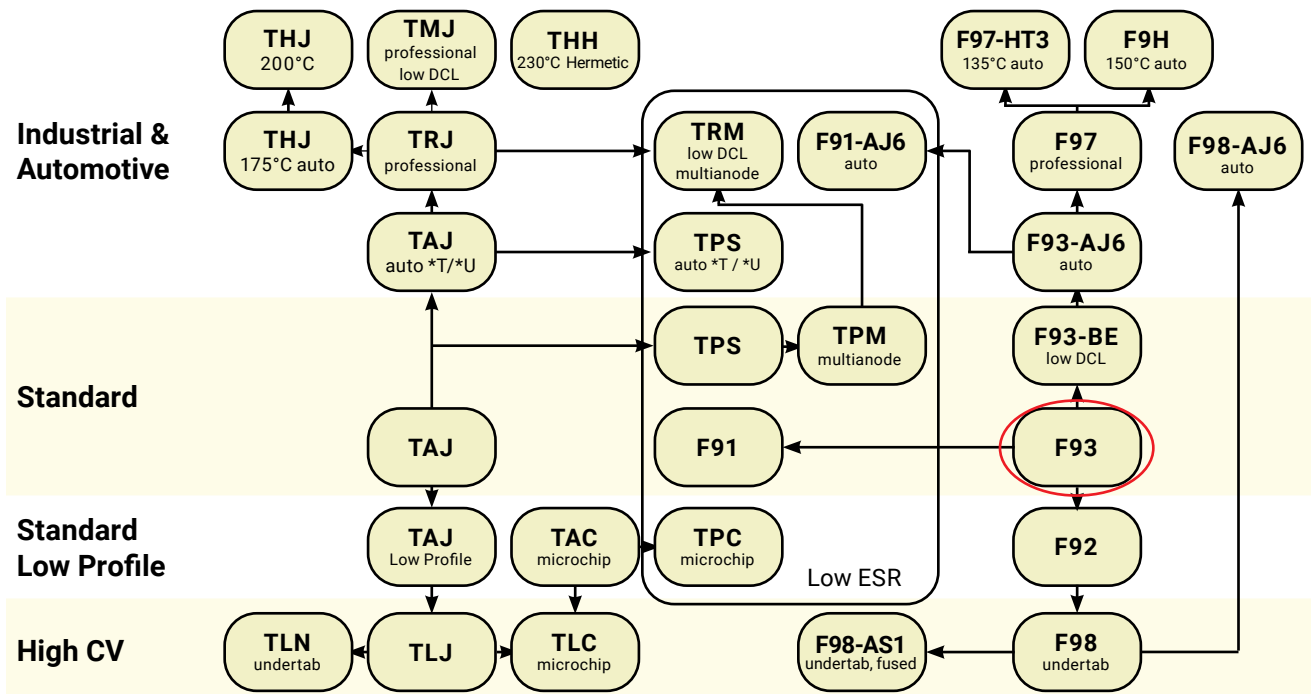 THJ
200°C
TMJ
professional
low DCL
THH
230°C Hermetic
F97-HT3
135°C auto
F9H
150°C auto
Industrial &
Automotive
THJ
175°C auto
TRJ
professional
TRM
low DCL
multianode
F91-AJ6
auto
F97
professional
F98-AJ6
auto
TAJ
auto *T/*U
TPS
auto *T / *U
F93-AJ6
auto
Standard
TPS
TPM
multianode
F93-BE
low DCL
TAJ
F91
F93
Standard
Low Profile
TAJ
Low Profile
TAC
microchip
TPC
microchip
Low ESR
F92
High CV
TLN
undertab
TLJ
TLC
microchip
F98-AS1
undertab, fused
F98
undertab